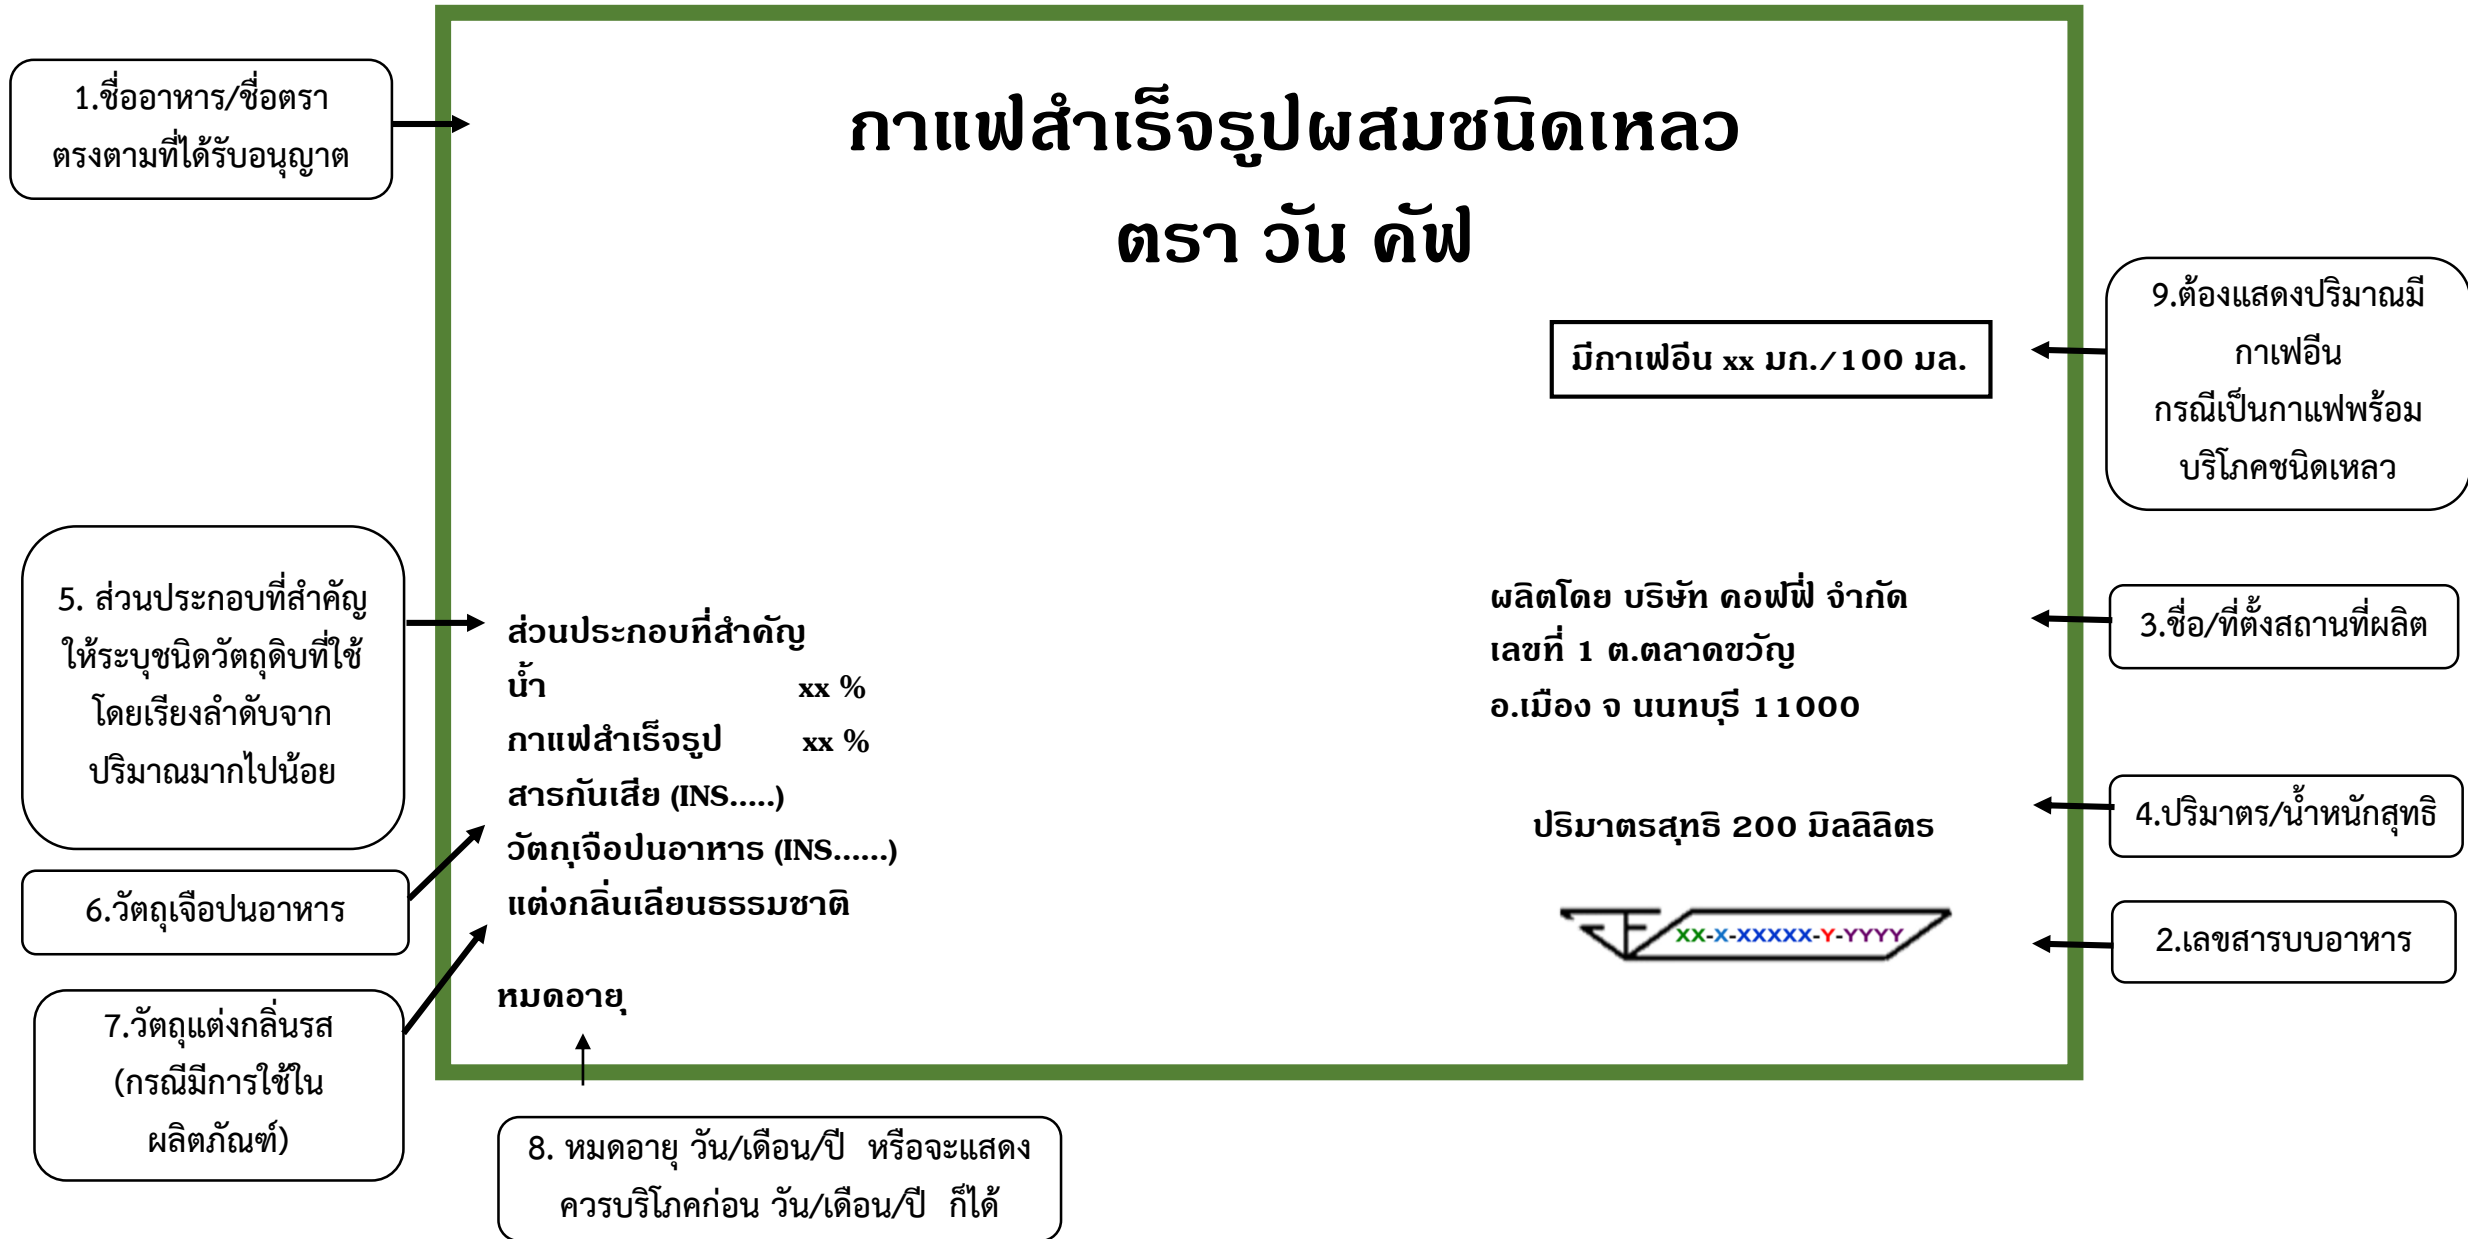 1.ชื่ออาหาร/ชื่อตรา
ตรงตามที่ได้รับอนุญาต
กาแฟสำเร็จรูปผสมชนิดเหลว
ตรา วัน คัฟ
9.ต้องแสดงปริมาณมี
กาเฟอีน
กรณีเป็นกาแฟพร้อม
บริโภคชนิดเหลว
มีกาเฟอีน xx มก./100 มล.
5. ส่วนประกอบที่สำคัญ
ให้ระบุชนิดวัตถุดิบที่ใช้
โดยเรียงลำดับจาก
ปริมาณมากไปน้อย
ส่วนประกอบที่สำคัญ
น้ำ xx %
กาแฟสำเร็จรูป xx %
สารกันเสีย (INS.....)
วัตถุเจือปนอาหาร (INS......)
แต่งกลิ่นเลียนธรรมชาติ
ผลิตโดย บริษัท คอฟฟี่ จำกัด
เลขที่ 1 ต.ตลาดขวัญ
อ.เมือง จ นนทบุรี 11000
3.ชื่อ/ที่ตั้งสถานที่ผลิต
ปริมาตรสุทธิ 200 มิลลิลิตร
4.ปริมาตร/น้ำหนักสุทธิ
6.วัตถุเจือปนอาหาร
XX-X-XXXXX-Y-YYYY
2.เลขสารบบอาหาร
7.วัตถุแต่งกลิ่นรส
(กรณีมีการใช้ใน
ผลิตภัณฑ์)
หมดอายุ
8. หมดอายุ วัน/เดือน/ปี หรือจะแสดง
ควรบริโภคก่อน วัน/เดือน/ปี ก็ได้